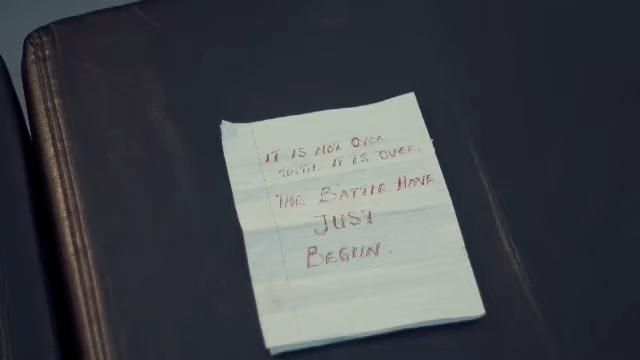 IT IS NOT OVER
UNTIL IT IS OVER.
THE BATTLE HAVE
JUST
BEGUN.